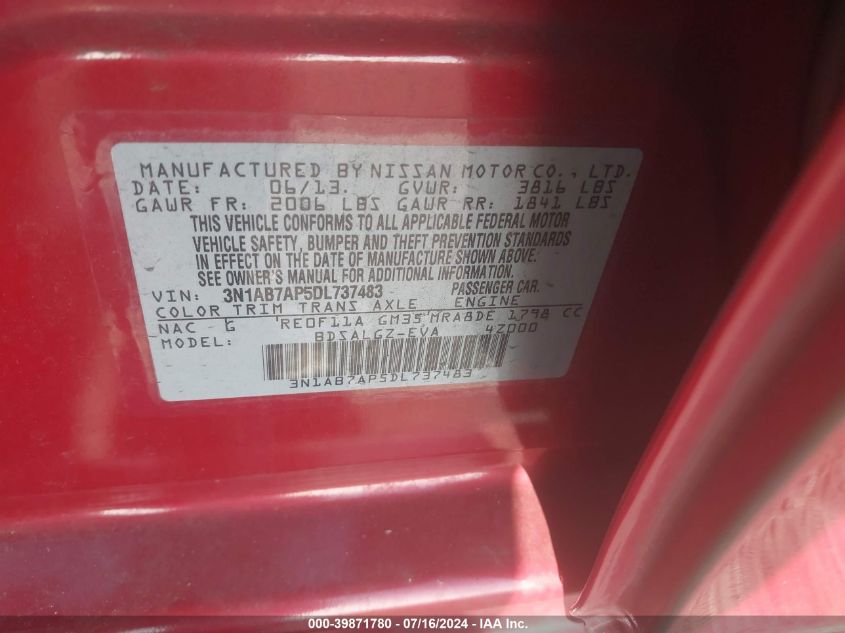 MANUFACTURED BY NISSAN MOTOR CO., LTD.
DATE: 06/13. GVWR: 3816 LBS
GAWR FR: 2006 LBS GAWR RR: 1841 LBS
THIS VEHICLE CONFORMS TO ALL APPLICABLE FEDERAL MOTOR
VEHICLE SAFETY, BUMPER AND THEFT PREVENTION STANDARDS
IN EFFECT ON THE DATE OF MANUFACTURE SHOWN ABOVE.
SEE OWNER'S MANUAL FOR ADDITIONAL INFORMATION.
VIN: 3N1AB7AP5DL737483 PASSENGER CAR.
COLOR TRIM TRANS AXLE ENGINE
NAC G RE0F11A GM35 MRA8DE 1798 CC
MODEL: BDSALGZ-EVA 4Z000
3N1AB7AP5DL737483
000-39871780 - 07/16/2024 - IAA Inc.